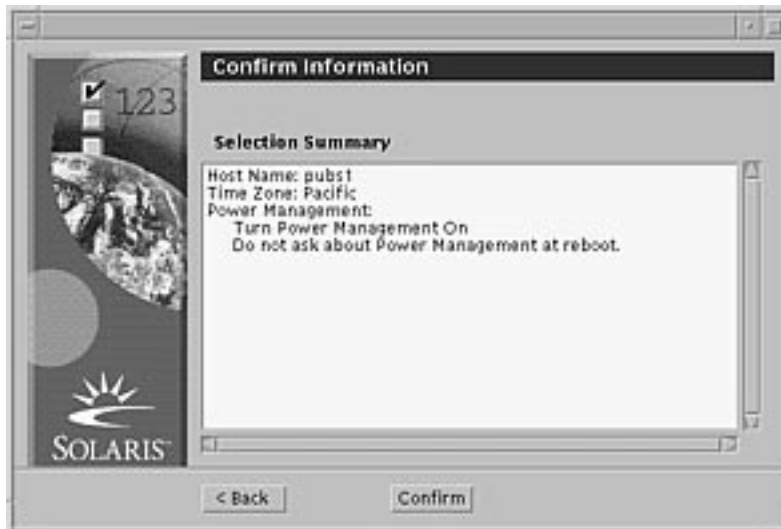 Confirm Information
123
Selection Summary
Host Name: pubs1
Time Zone: Pacific
Power Management:
Turn Power Management On
Do not ask about Power Management at reboot.
SOLARIS™
< Back
Confirm